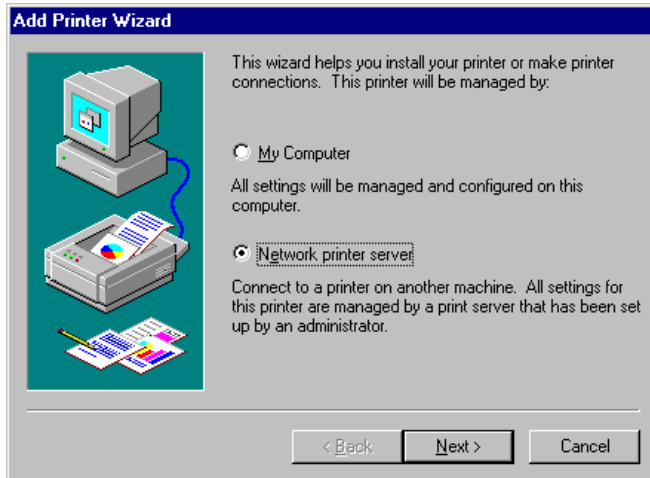 Add Printer Wizard
This wizard helps you install your printer or make printer
connections.  This printer will be managed by:
My Computer
All settings will be managed and configured on this
computer.
Network printer server
Connect to a printer on another machine.  All settings for
this printer are managed by a print server that has been set
up by an administrator.
< Back
Next >
Cancel